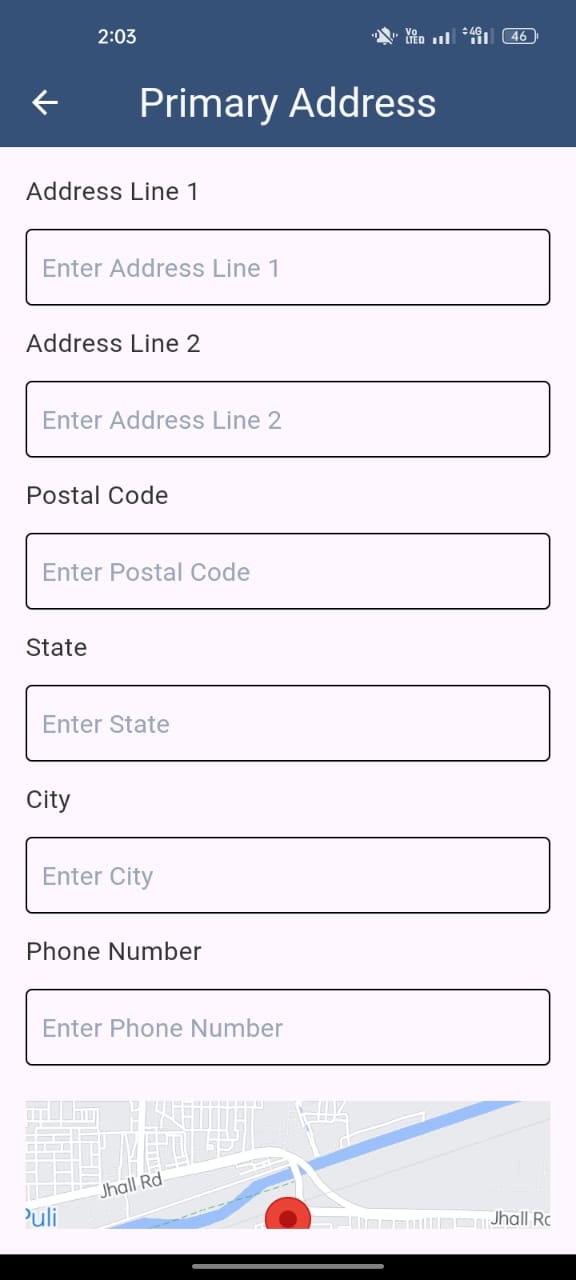 2:03
Vo
LTED
4G
46
Primary Address
Address Line 1
Enter Address Line 1
Address Line 2
Enter Address Line 2
Postal Code
Enter Postal Code
State
Enter State
City
Enter City
Phone Number
Enter Phone Number
Jhall Rd
Puli
Jhall Rd